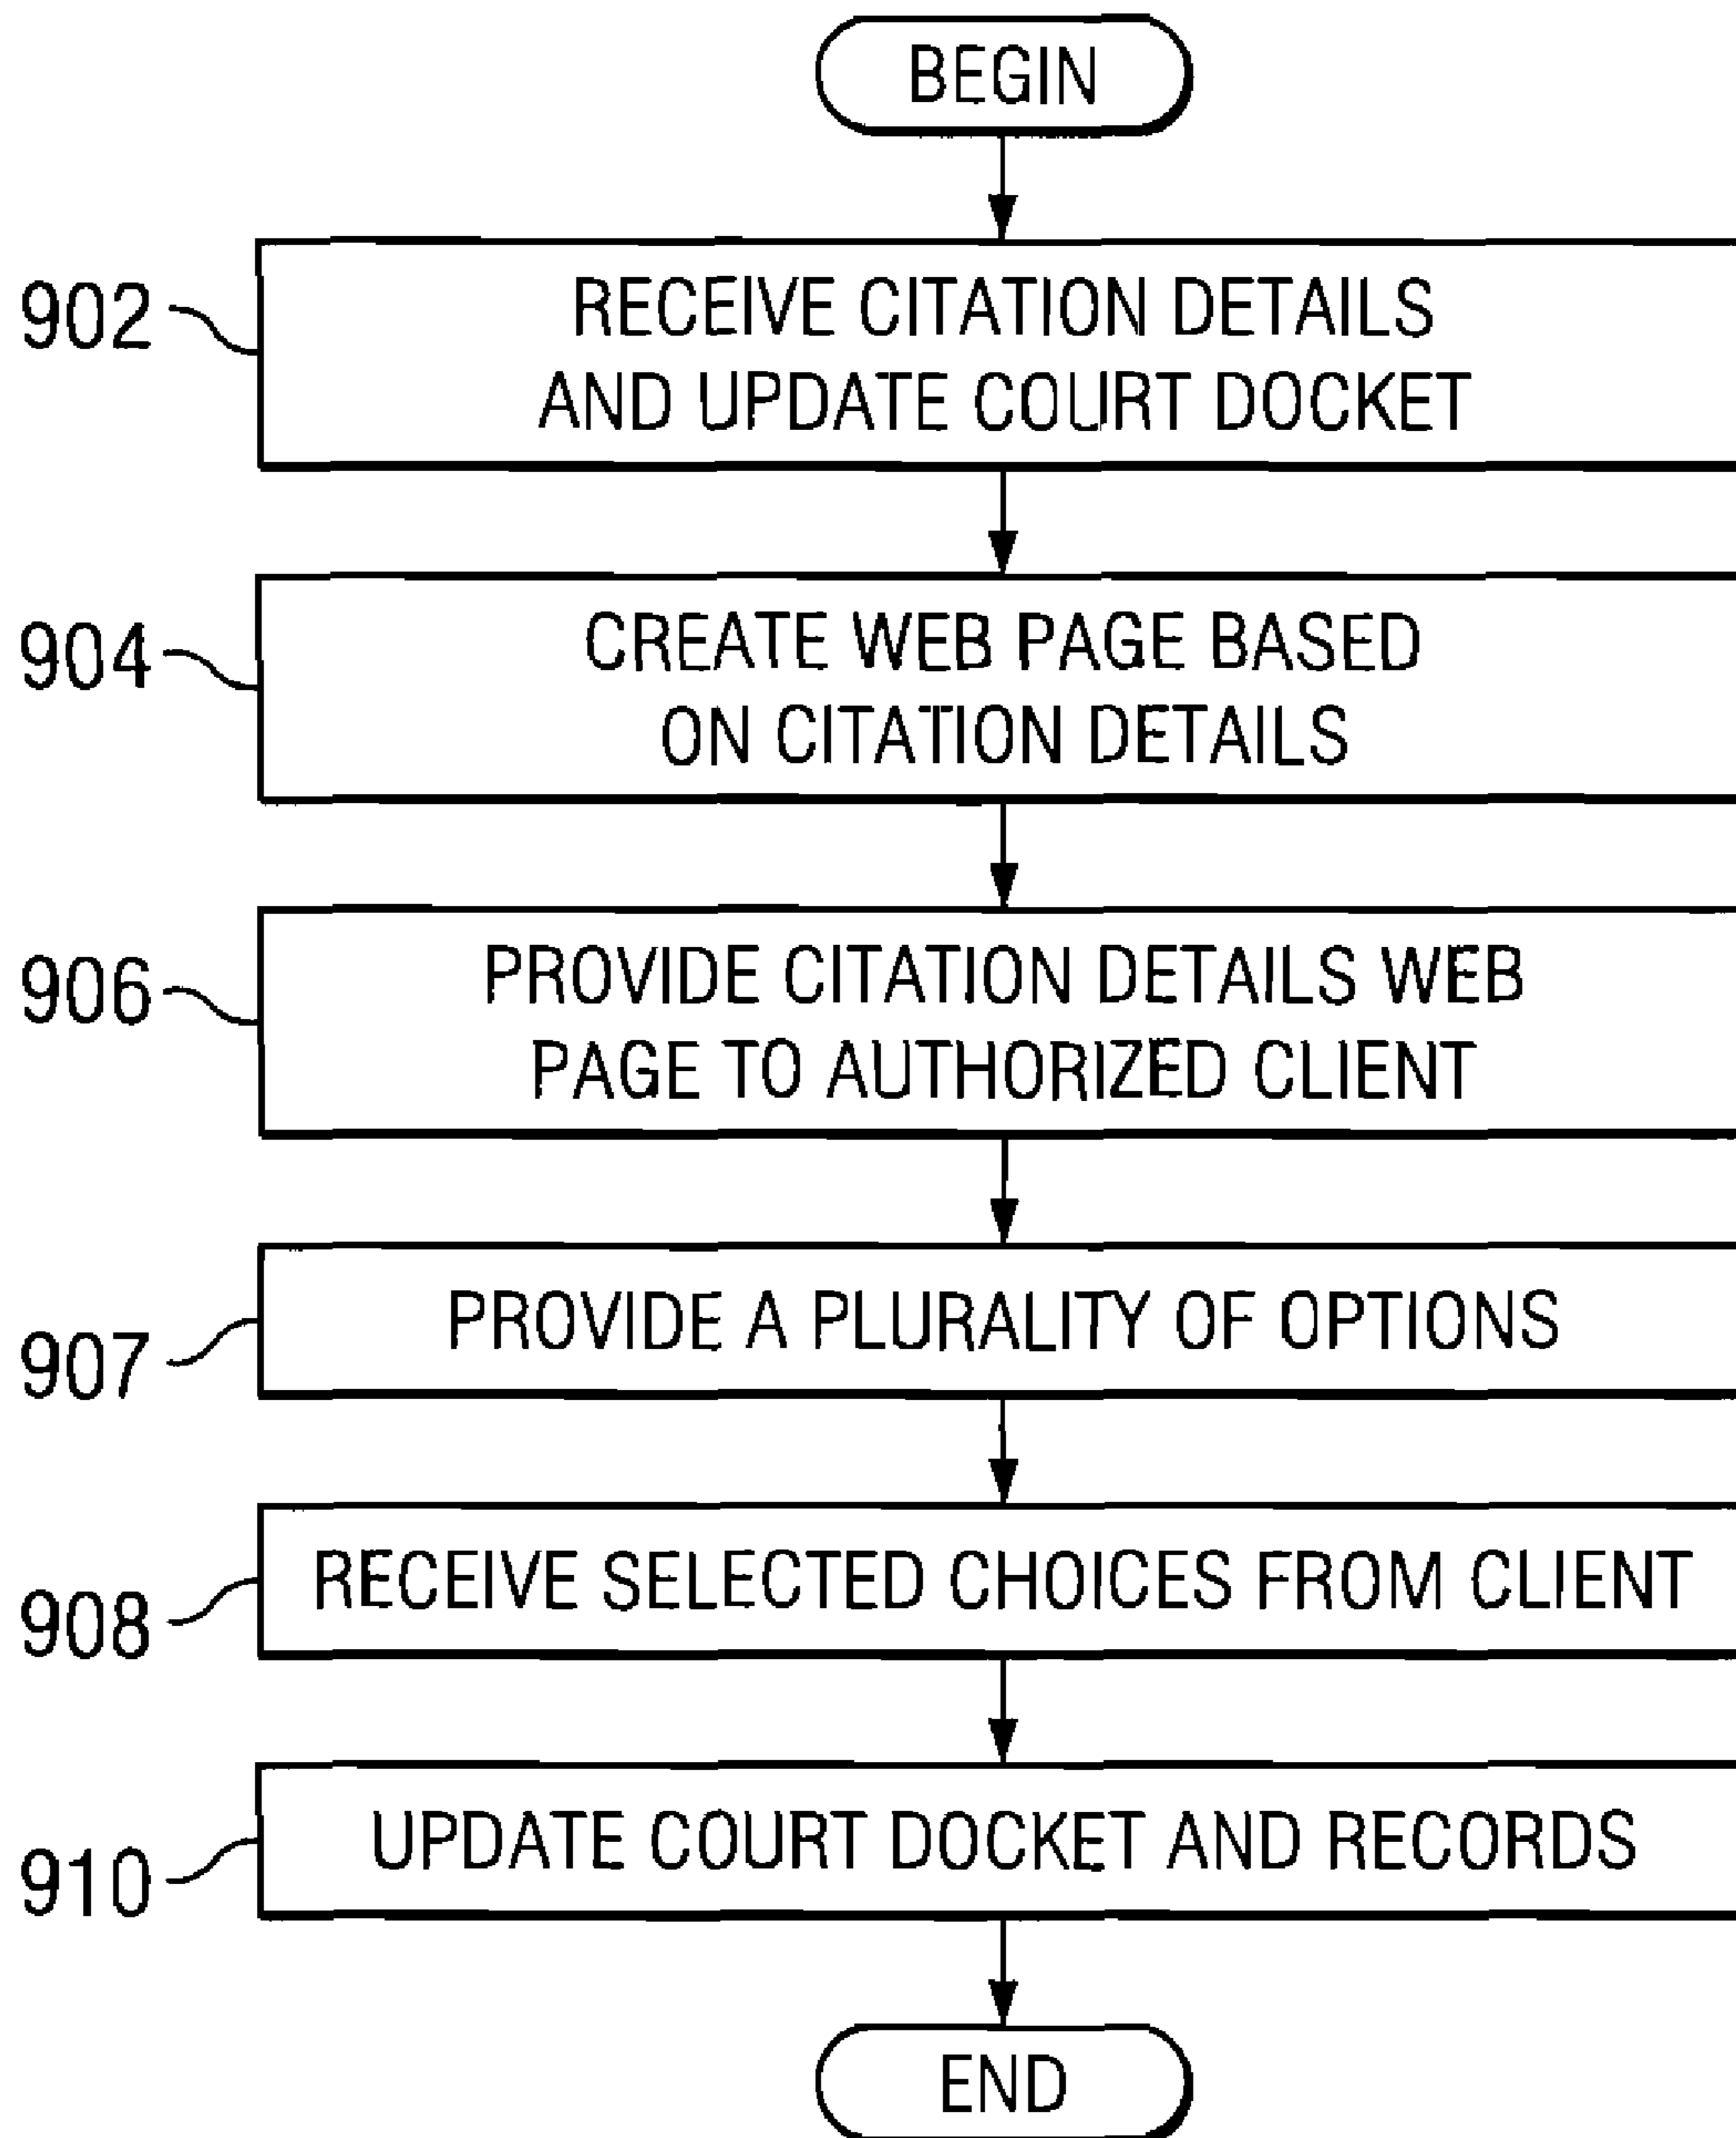 BEGIN
902
RECEIVE CITATION DETAILS
AND UPDATE COURT DOCKET
904
CREATE WEB PAGE BASED
ON CITATION DETAILS
906
PROVIDE CITATION DETAILS WEB
PAGE TO AUTHORIZED CLIENT
907
PROVIDE A PLURALITY OF OPTIONS
908
RECEIVE SELECTED CHOICES FROM CLIENT
910
UPDATE COURT DOCKET AND RECORDS
END